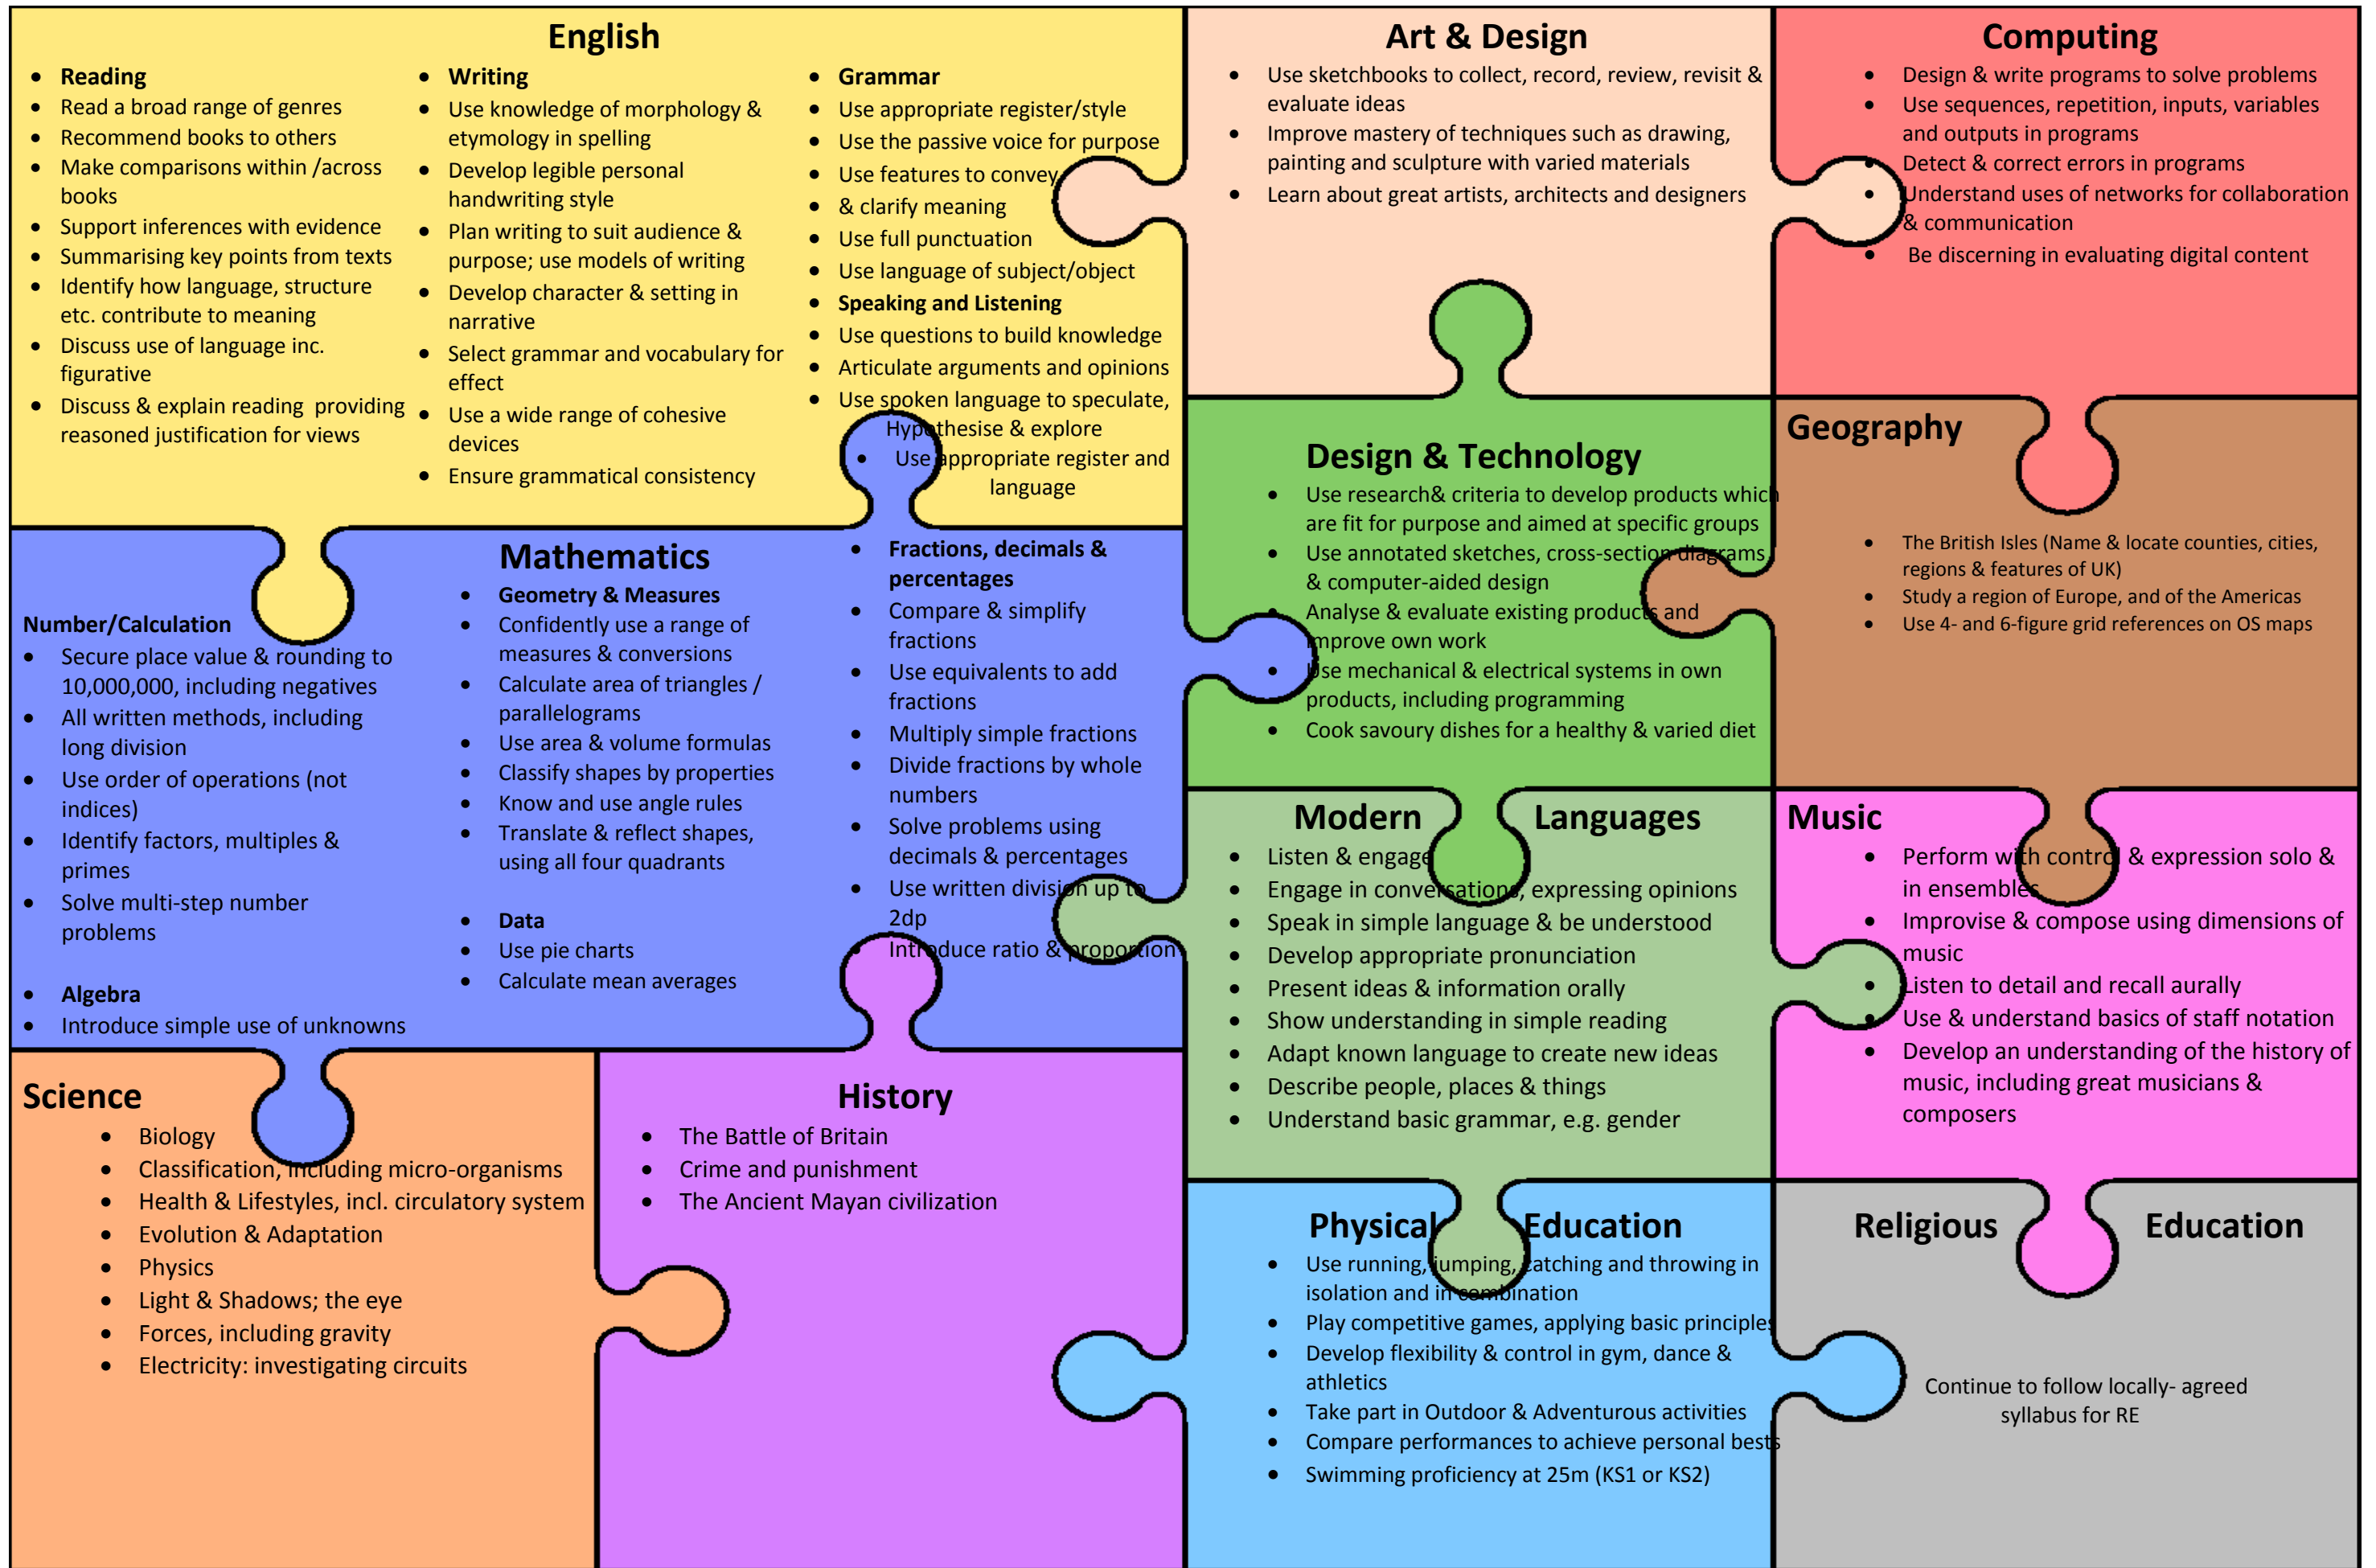 English
• Reading
• Read a broad range of genres
• Recommend books to others
• Make comparisons within /across
books
• Support inferences with evidence
• Summarising key points from texts
• Identify how language, structure
etc. contribute to meaning
• Discuss use of language inc.
figurative
• Discuss & explain reading  providing
reasoned justification for views
• Writing
• Use knowledge of morphology &
etymology in spelling
• Develop legible personal
handwriting style
• Plan writing to suit audience &
purpose; use models of writing
• Develop character & setting in
narrative
• Select grammar and vocabulary for
effect
• Use a wide range of cohesive
devices
• Ensure grammatical consistency
• Grammar
• Use appropriate register/style
• Use the passive voice for purpose
• Use features to convey
• & clarify meaning
• Use full punctuation
• Use language of subject/object
• Speaking and Listening
• Use questions to build knowledge
• Articulate arguments and opinions
• Use spoken language to speculate,
Hypothesise & explore
• Use appropriate register and
language
Art & Design
• Use sketchbooks to collect, record, review, revisit &
evaluate ideas
• Improve mastery of techniques such as drawing,
painting and sculpture with varied materials
• Learn about great artists, architects and designers
Computing
• Design & write programs to solve problems
• Use sequences, repetition, inputs, variables
and outputs in programs
• Detect & correct errors in programs
• Understand uses of networks for collaboration
& communication
• Be discerning in evaluating digital content
Mathematics
Number/Calculation
• Secure place value & rounding to
10,000,000, including negatives
• All written methods, including
long division
• Use order of operations (not
indices)
• Identify factors, multiples &
primes
• Solve multi-step number
problems
• Algebra
• Introduce simple use of unknowns
• Geometry & Measures
• Confidently use a range of
measures & conversions
• Calculate area of triangles /
parallelograms
• Use area & volume formulas
• Classify shapes by properties
• Know and use angle rules
• Translate & reflect shapes,
using all four quadrants
• Data
• Use pie charts
• Calculate mean averages
• Fractions, decimals &
percentages
• Compare & simplify
fractions
• Use equivalents to add
fractions
• Multiply simple fractions
• Divide fractions by whole
numbers
• Solve problems using
decimals & percentages
• Use written division up to
2dp
• Introduce ratio & proportion
Design & Technology
• Use research& criteria to develop products which
are fit for purpose and aimed at specific groups
• Use annotated sketches, cross-section diagrams
& computer-aided design
• Analyse & evaluate existing products and
improve own work
• Use mechanical & electrical systems in own
products, including programming
• Cook savoury dishes for a healthy & varied diet
Geography
• The British Isles (Name & locate counties, cities,
regions & features of UK)
• Study a region of Europe, and of the Americas
• Use 4- and 6-figure grid references on OS maps
Modern Languages
• Listen & engage
• Engage in conversations, expressing opinions
• Speak in simple language & be understood
• Develop appropriate pronunciation
• Present ideas & information orally
• Show understanding in simple reading
• Adapt known language to create new ideas
• Describe people, places & things
• Understand basic grammar, e.g. gender
Music
• Perform with control & expression solo &
in ensembles
• Improvise & compose using dimensions of
music
• Listen to detail and recall aurally
• Use & understand basics of staff notation
• Develop an understanding of the history of
music, including great musicians &
composers
Science
• Biology
• Classification, including micro-organisms
• Health & Lifestyles, incl. circulatory system
• Evolution & Adaptation
• Physics
• Light & Shadows; the eye
• Forces, including gravity
• Electricity: investigating circuits
History
• The Battle of Britain
• Crime and punishment
• The Ancient Mayan civilization
Physical Education
• Use running, jumping, catching and throwing in
isolation and in combination
• Play competitive games, applying basic principles
• Develop flexibility & control in gym, dance &
athletics
• Take part in Outdoor & Adventurous activities
• Compare performances to achieve personal bests
• Swimming proficiency at 25m (KS1 or KS2)
Religious Education
Continue to follow locally- agreed
syllabus for RE